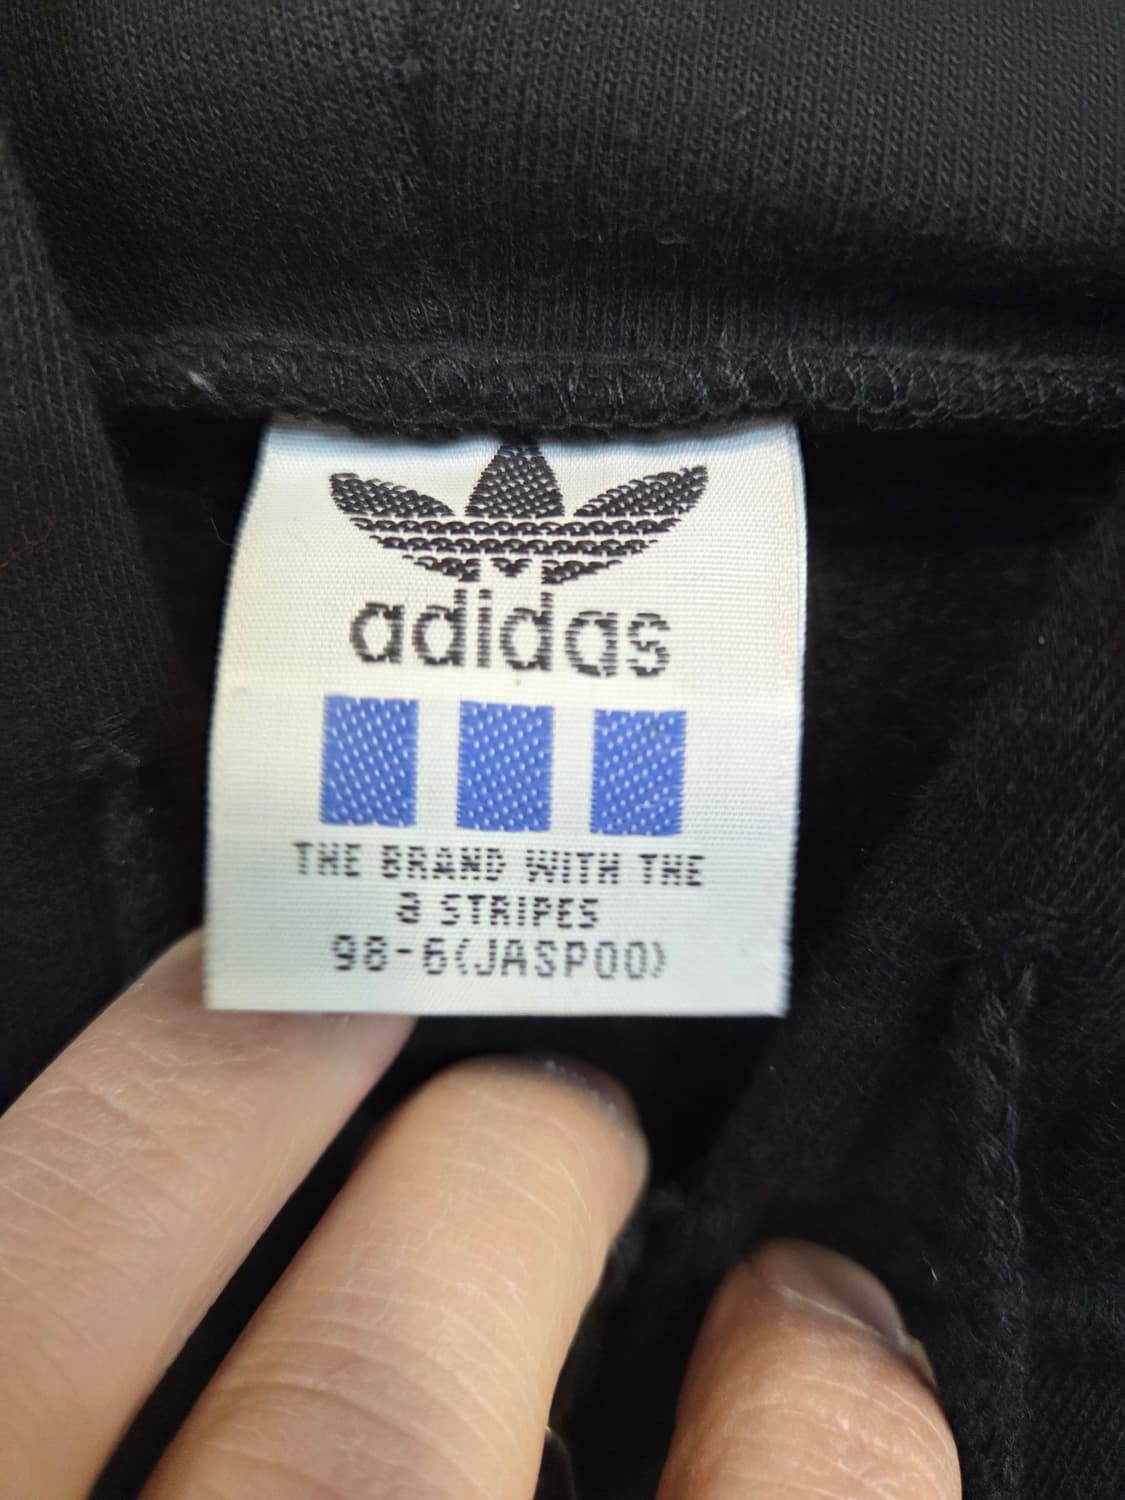 adidas
THE BRAND WITH THE
3 STRIPES
98-6(JASPOO)